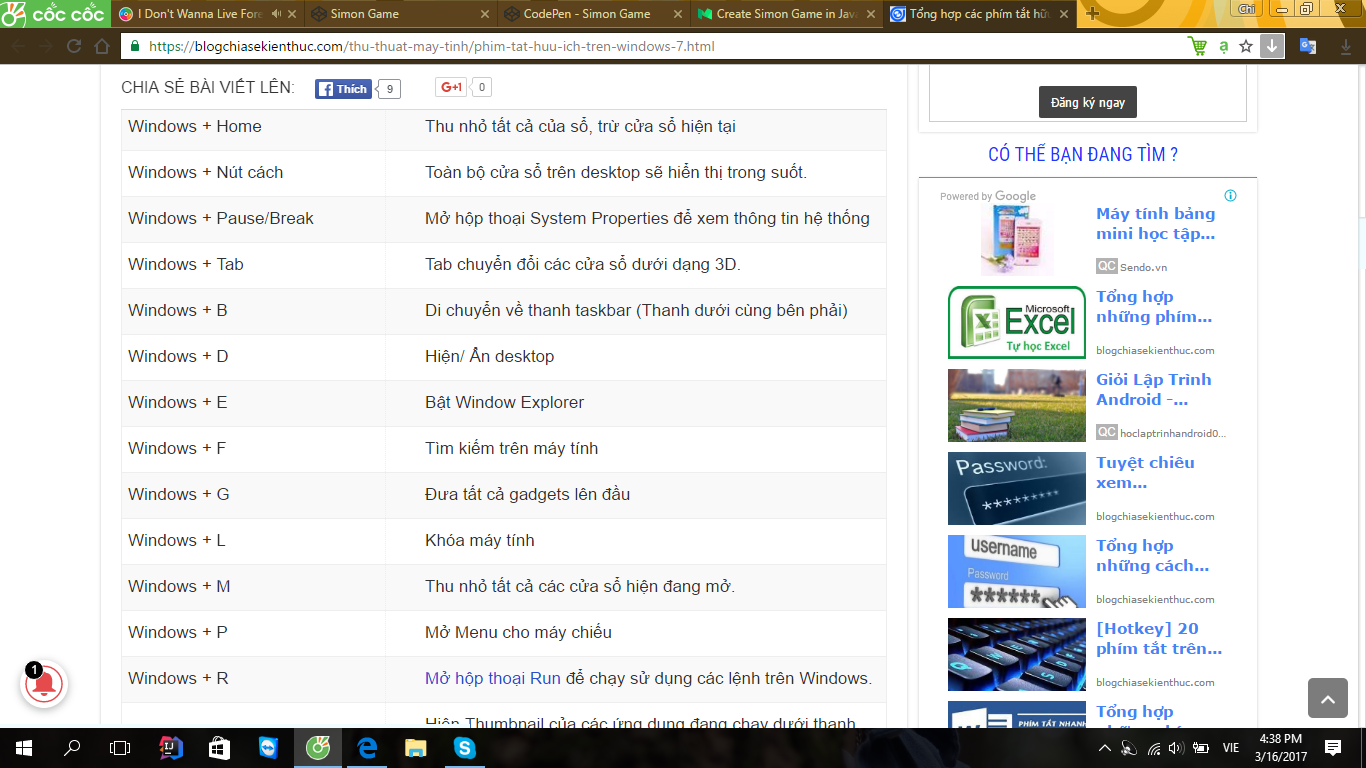 cốc cốc
I Don't Wanna Live Fore
Simon Game
CodePen - Simon Game
Create Simon Game in Java
Tổng hợp các phím tắt hữu
Chi
https://blogchiasekienthuc.com/thu-thuat-may-tinh/phim-tat-huu-ich-tren-windows-7.html
CHIA SẺ BÀI VIẾT LÊN:
Thích
9
G+1
0
Windows + Home
Thu nhỏ tất cả của sổ, trừ cửa sổ hiện tại
Windows + Nút cách
Toàn bộ cửa sổ trên desktop sẽ hiển thị trong suốt.
Windows + Pause/Break
Mở hộp thoại System Properties để xem thông tin hệ thống
Windows + Tab
Tab chuyển đổi các cửa sổ dưới dạng 3D.
Windows + B
Di chuyển về thanh taskbar (Thanh dưới cùng bên phải)
Windows + D
Hiện/ Ẩn desktop
Windows + E
Bật Window Explorer
Windows + F
Tìm kiếm trên máy tính
Windows + G
Đưa tất cả gadgets lên đầu
Windows + L
Khóa máy tính
Windows + M
Thu nhỏ tất cả các cửa sổ hiện đang mở.
Windows + P
Mở Menu cho máy chiếu
Windows + R
Mở hộp thoại Run để chạy sử dụng các lệnh trên Windows.
Hiện Thumbnail của các ứng dụng đang chạy dưới thanh
1
Đăng ký ngay
CÓ THỂ BẠN ĐANG TÌM ?
Powered by Google
Máy tính bảng
mini học tập...
QC Sendo.vn
Microsoft
Excel
Tự học Excel
Tổng hợp
những phím...
blogchiasekienthuc.com
Giỏi Lập Trình
Android -...
QC hoclaptrinhandroid0...
Password:
*********
Tuyệt chiêu
xem...
blogchiasekienthuc.com
username
Password
******
Tổng hợp
những cách...
blogchiasekienthuc.com
[Hotkey] 20
phím tắt trên...
blogchiasekienthuc.com
PHÍM TẮT NHANH
Tổng hợp
VIE
4:38 PM
3/16/2017